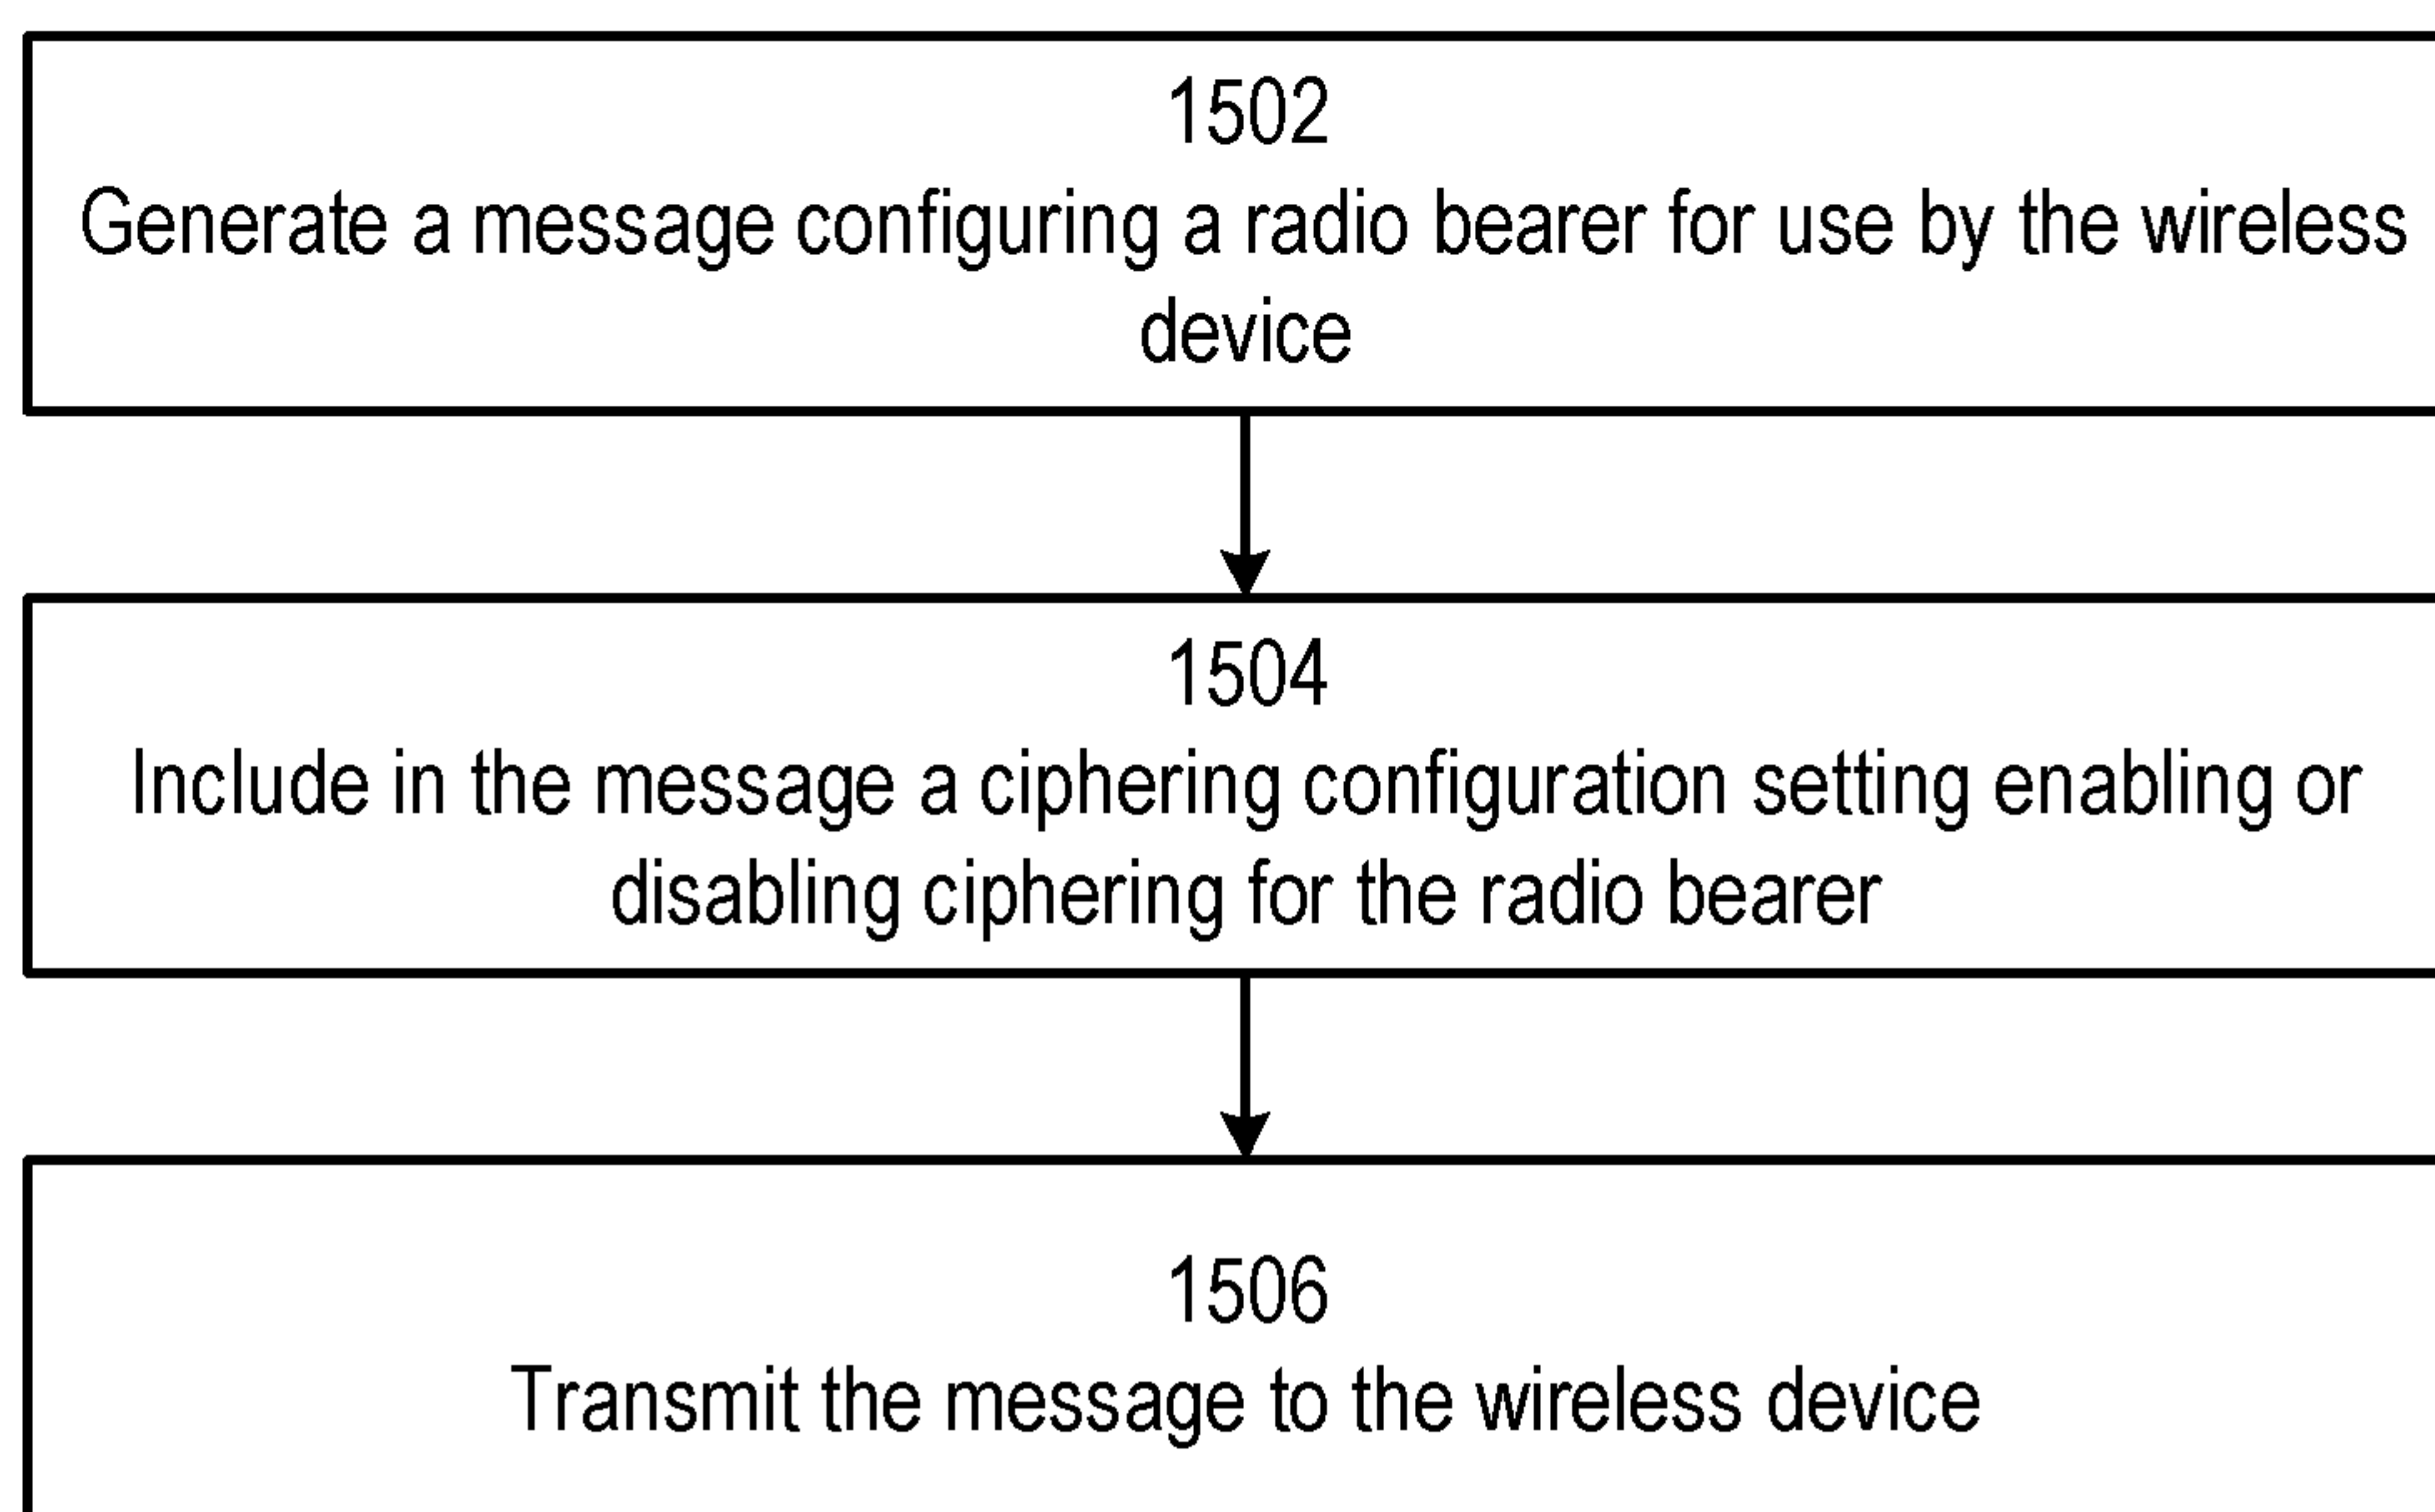 1502
Generate a message configuring a radio bearer for use by the wireless
device
1504
Include in the message a ciphering configuration setting enabling or
disabling ciphering for the radio bearer
1506
Transmit the message to the wireless device